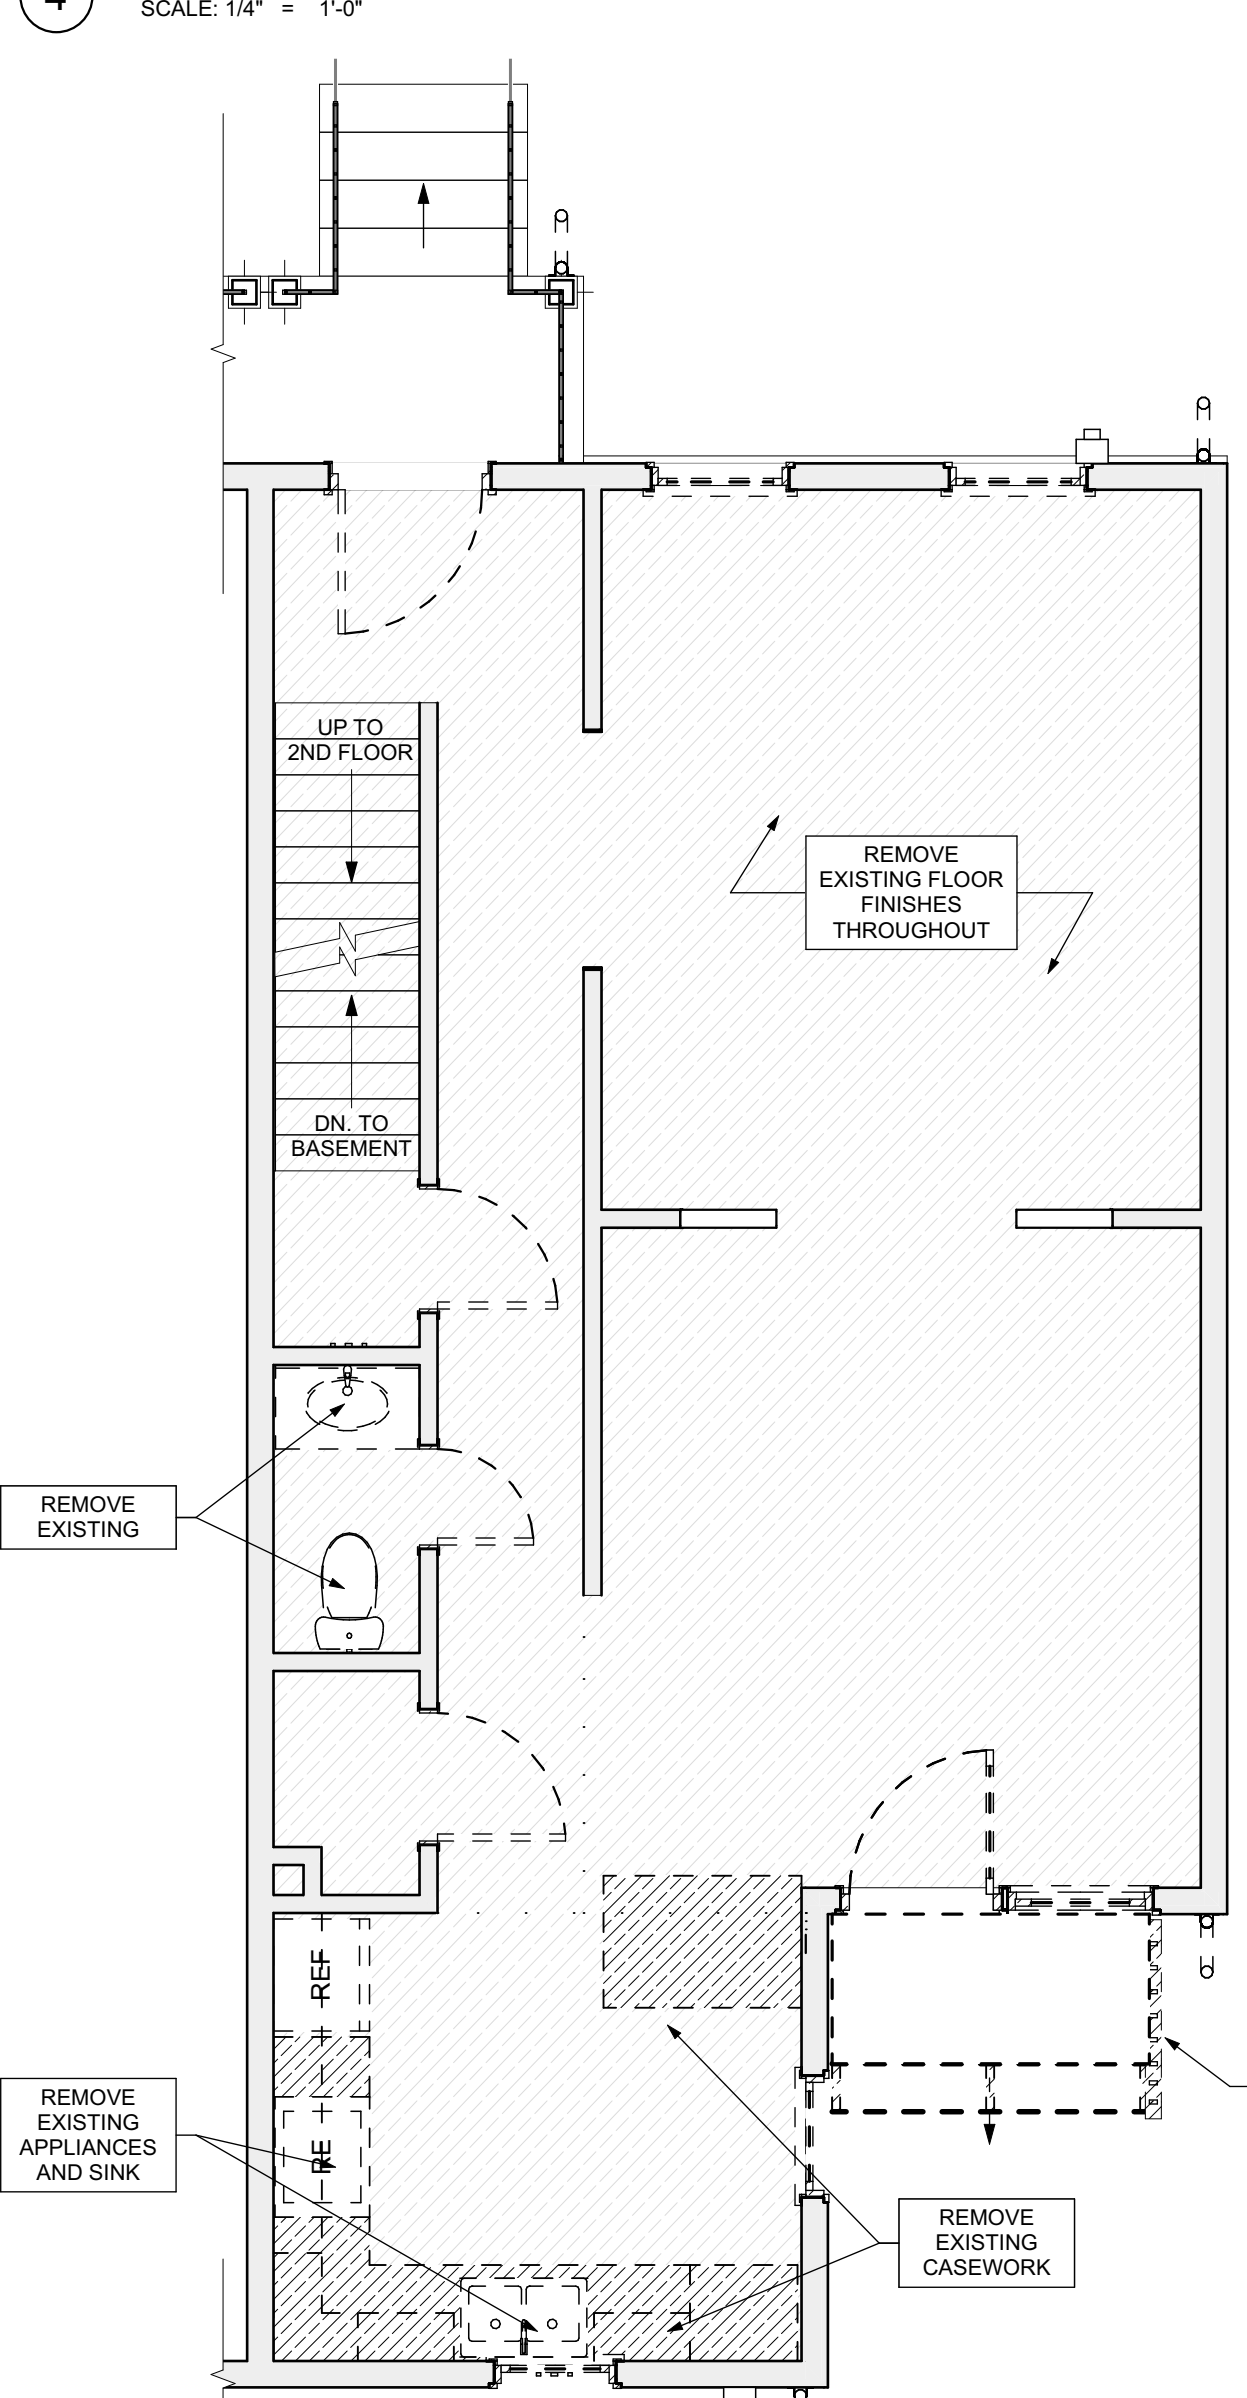 4
SCALE: 1/4" = 1'-0"
UP TO
2ND FLOOR
REMOVE
EXISTING FLOOR
FINISHES
THROUGHOUT
DN. TO
BASEMENT
REMOVE
EXISTING
REF
REMOVE
EXISTING
APPLIANCES
AND SINK
RE
REMOVE
EXISTING
CASEWORK